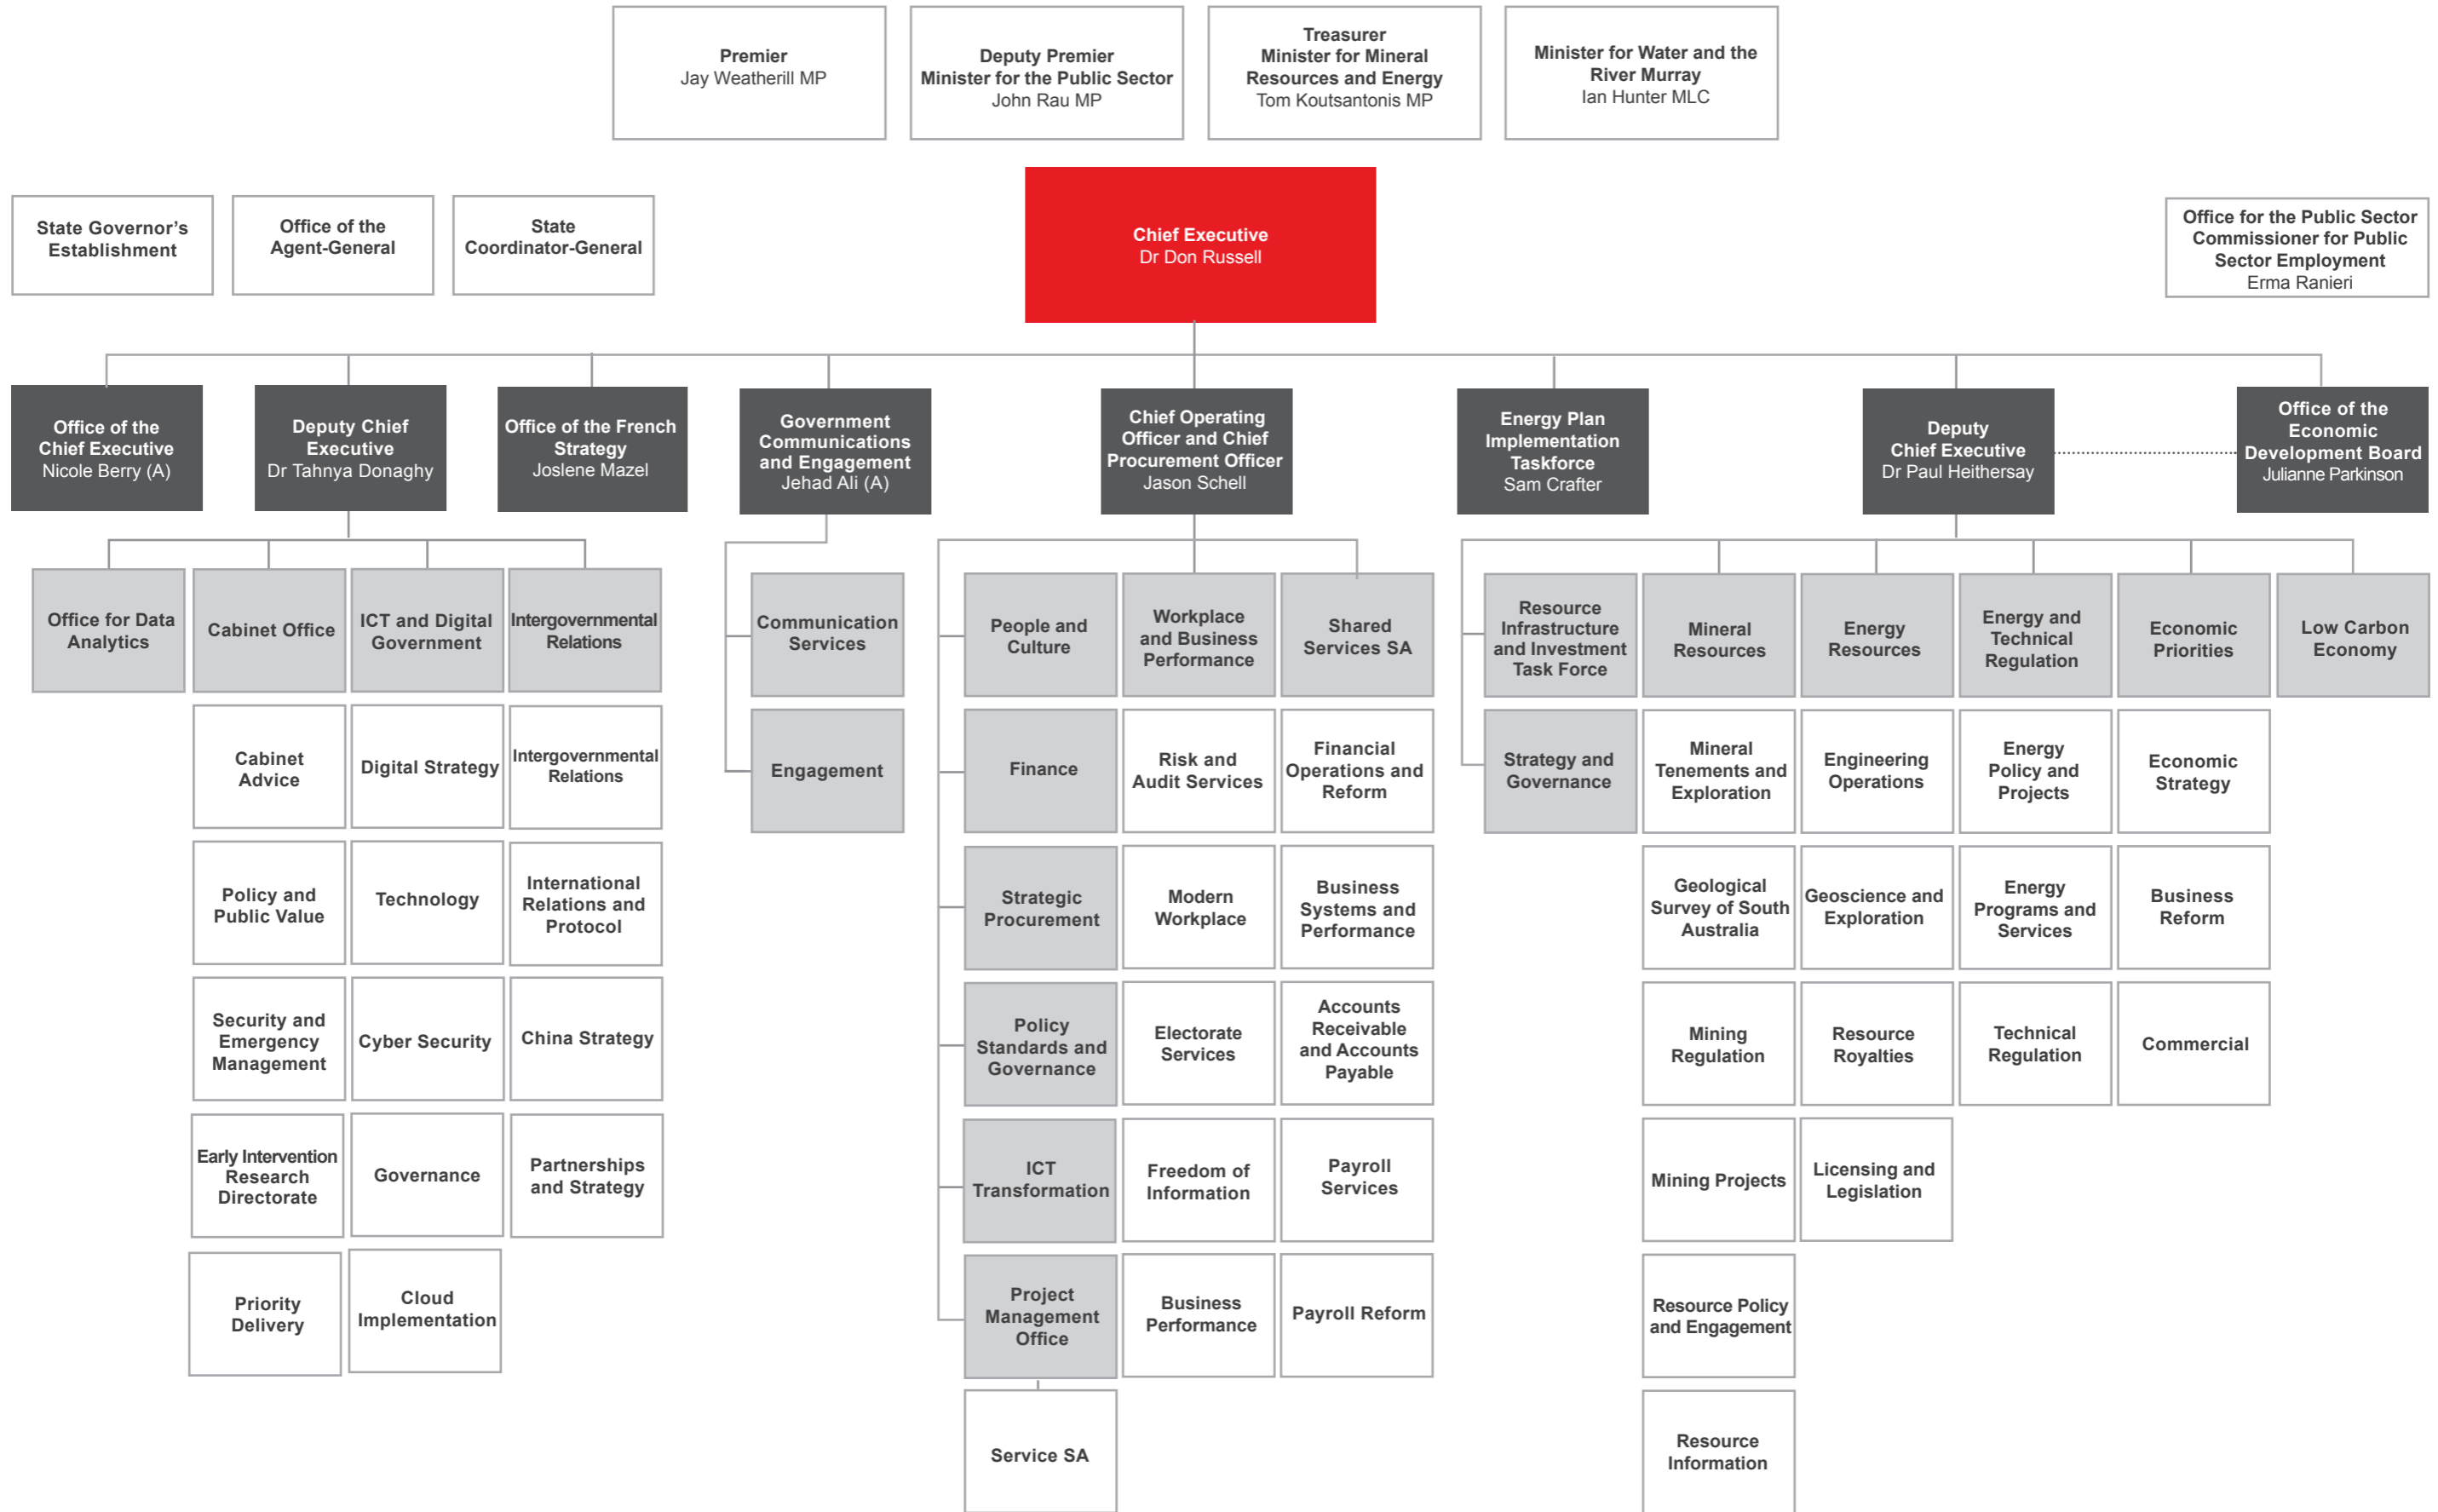 Premier
Jay Weatherill MP
Deputy Premier
Minister for the Public Sector
John Rau MP
Treasurer
Minister for Mineral
Resources and Energy
Tom Koutsantonis MP
Minister for Water and the
River Murray
Ian Hunter MLC
State Governor’s
Establishment
Office of the
Agent-General
State
Coordinator-General
Chief Executive
Dr Don Russell
Office for the Public Sector
Commissioner for Public
Sector Employment
Erma Ranieri
Office of the
Chief Executive
Nicole Berry (A)
Deputy Chief
Executive
Dr Tahnya Donaghy
Office of the French
Strategy
Joslene Mazel
Government
Communications
and Engagement
Jehad Ali (A)
Chief Operating
Officer and Chief
Procurement Officer
Jason Schell
Energy Plan
Implementation
Taskforce
Sam Crafter
Deputy
Chief Executive
Dr Paul Heithersay
Office of the
Economic
Development Board
Julianne Parkinson
Office for Data
Analytics
Cabinet Office
ICT and Digital
Government
Intergovernmental
Relations
Communication
Services
People and
Culture
Workplace
and Business
Performance
Shared
Services SA
Resource
Infrastructure
and Investment
Task Force
Mineral
Resources
Energy
Resources
Energy and
Technical
Regulation
Economic
Priorities
Low Carbon
Economy
Cabinet
Advice
Digital Strategy
Intergovernmental
Relations
Engagement
Finance
Risk and
Audit Services
Financial
Operations and
Reform
Strategy and
Governance
Mineral
Tenements and
Exploration
Engineering
Operations
Energy
Policy and
Projects
Economic
Strategy
Policy and
Public Value
Technology
International
Relations and
Protocol
Strategic
Procurement
Modern
Workplace
Business
Systems and
Performance
Geological
Survey of South
Australia
Geoscience and
Exploration
Energy
Programs and
Services
Business
Reform
Security and
Emergency
Management
Cyber Security
China Strategy
Policy
Standards and
Governance
Electorate
Services
Accounts
Receivable
and Accounts
Payable
Mining
Regulation
Resource
Royalties
Technical
Regulation
Commercial
Early Intervention
Research
Directorate
Governance
Partnerships
and Strategy
ICT
Transformation
Freedom of
Information
Payroll
Services
Mining Projects
Licensing and
Legislation
Priority
Delivery
Cloud
Implementation
Project
Management
Office
Business
Performance
Payroll Reform
Resource Policy
and Engagement
Service SA
Resource
Information